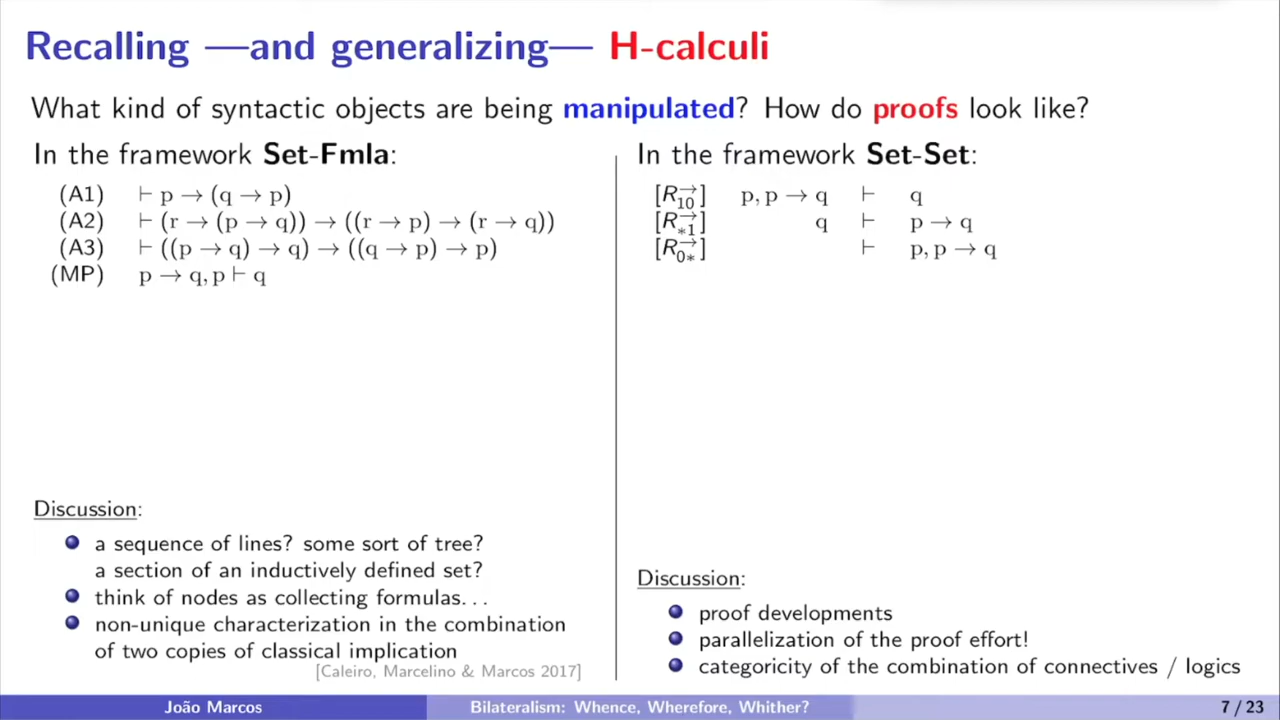 Recalling —and generalizing— H-calculi
What kind of syntactic objects are being manipulated? How do proofs look like?
In the framework Set-Fmla:
(A1) ⊢ p → (q → p)
(A2) ⊢ (r → (p → q)) → ((r → p) → (r → q))
(A3) ⊢ ((p → q) → q) → ((q → p) → p)
(MP) p → q, p ⊢ q
Discussion:
a sequence of lines? some sort of tree?
a section of an inductively defined set?
think of nodes as collecting formulas...
non-unique characterization in the combination
of two copies of classical implication
[Caleiro, Marcelino & Marcos 2017]
In the framework Set-Set:
[R→10] p, p → q ⊢ q
[R→∗1] q ⊢ p → q
[R→0∗] ⊢ p, p → q
Discussion:
proof developments
parallelization of the proof effort!
categoricity of the combination of connectives / logics
João Marcos
Bilateralism: Whence, Wherefore, Whither?
7 / 23